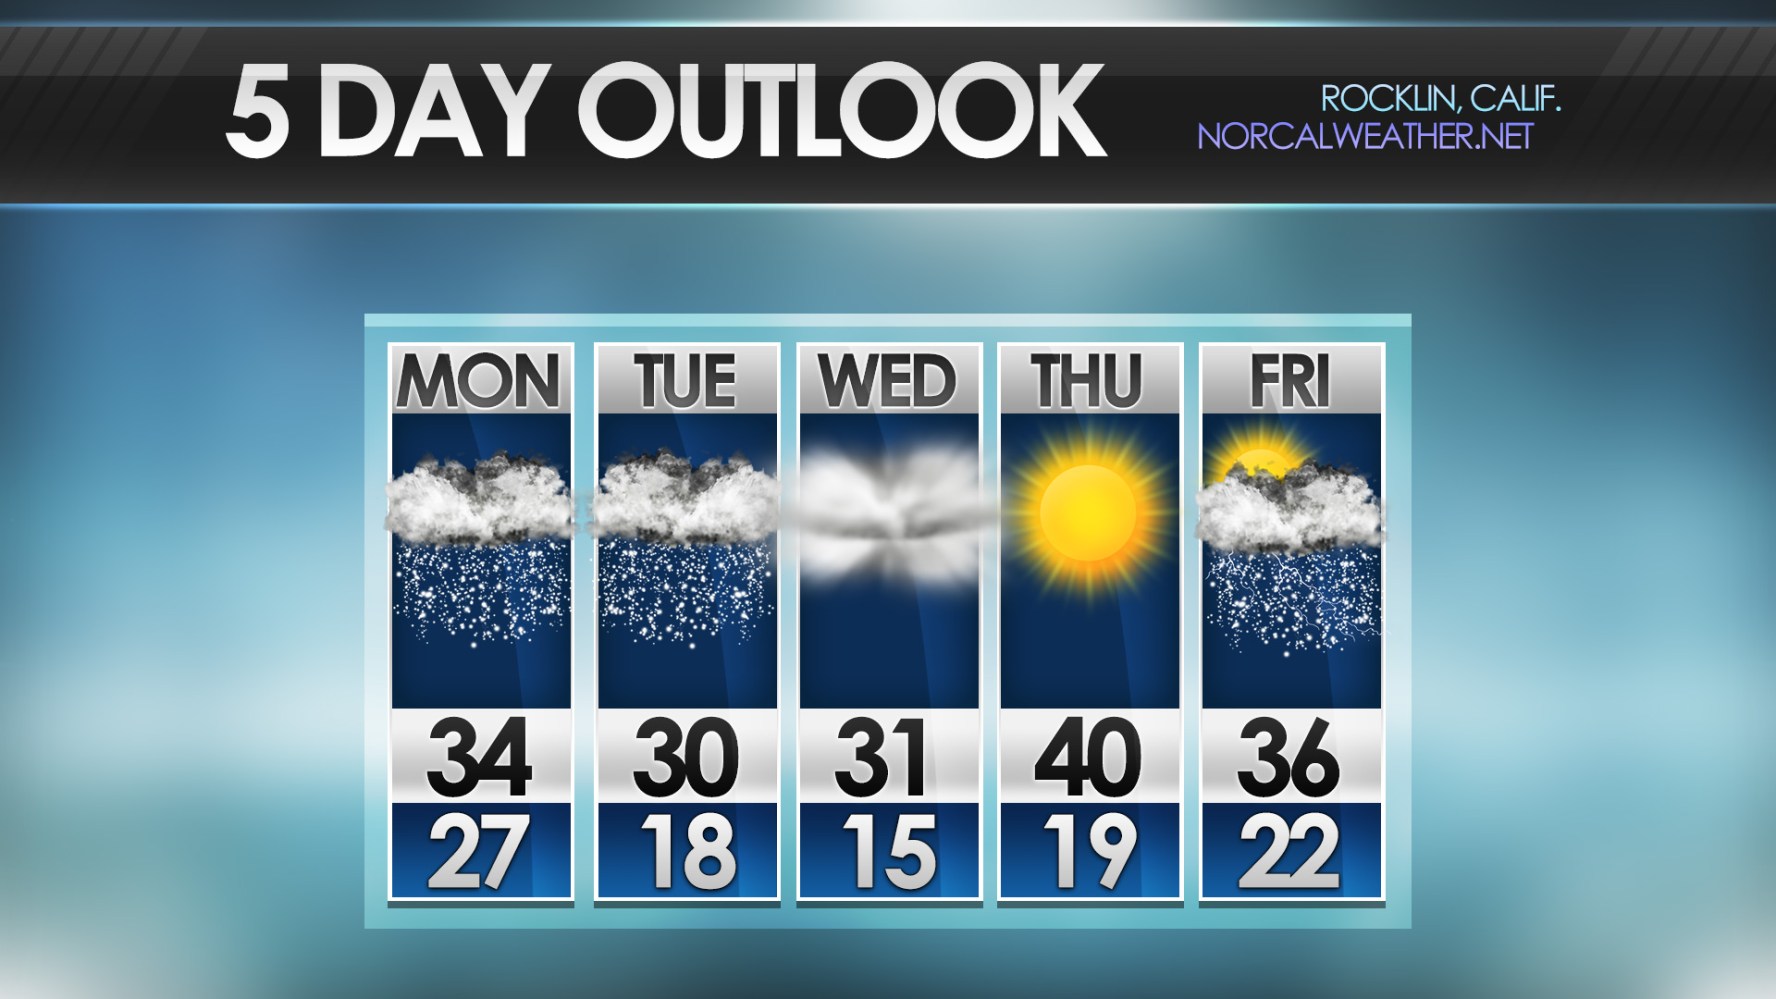 5 DAY OUTLOOK
ROCKLIN, CALIF.
NORCALWEATHER.NET
MON TUE WED THU FRI
34 30 31 40 36
27 18 15 19 22